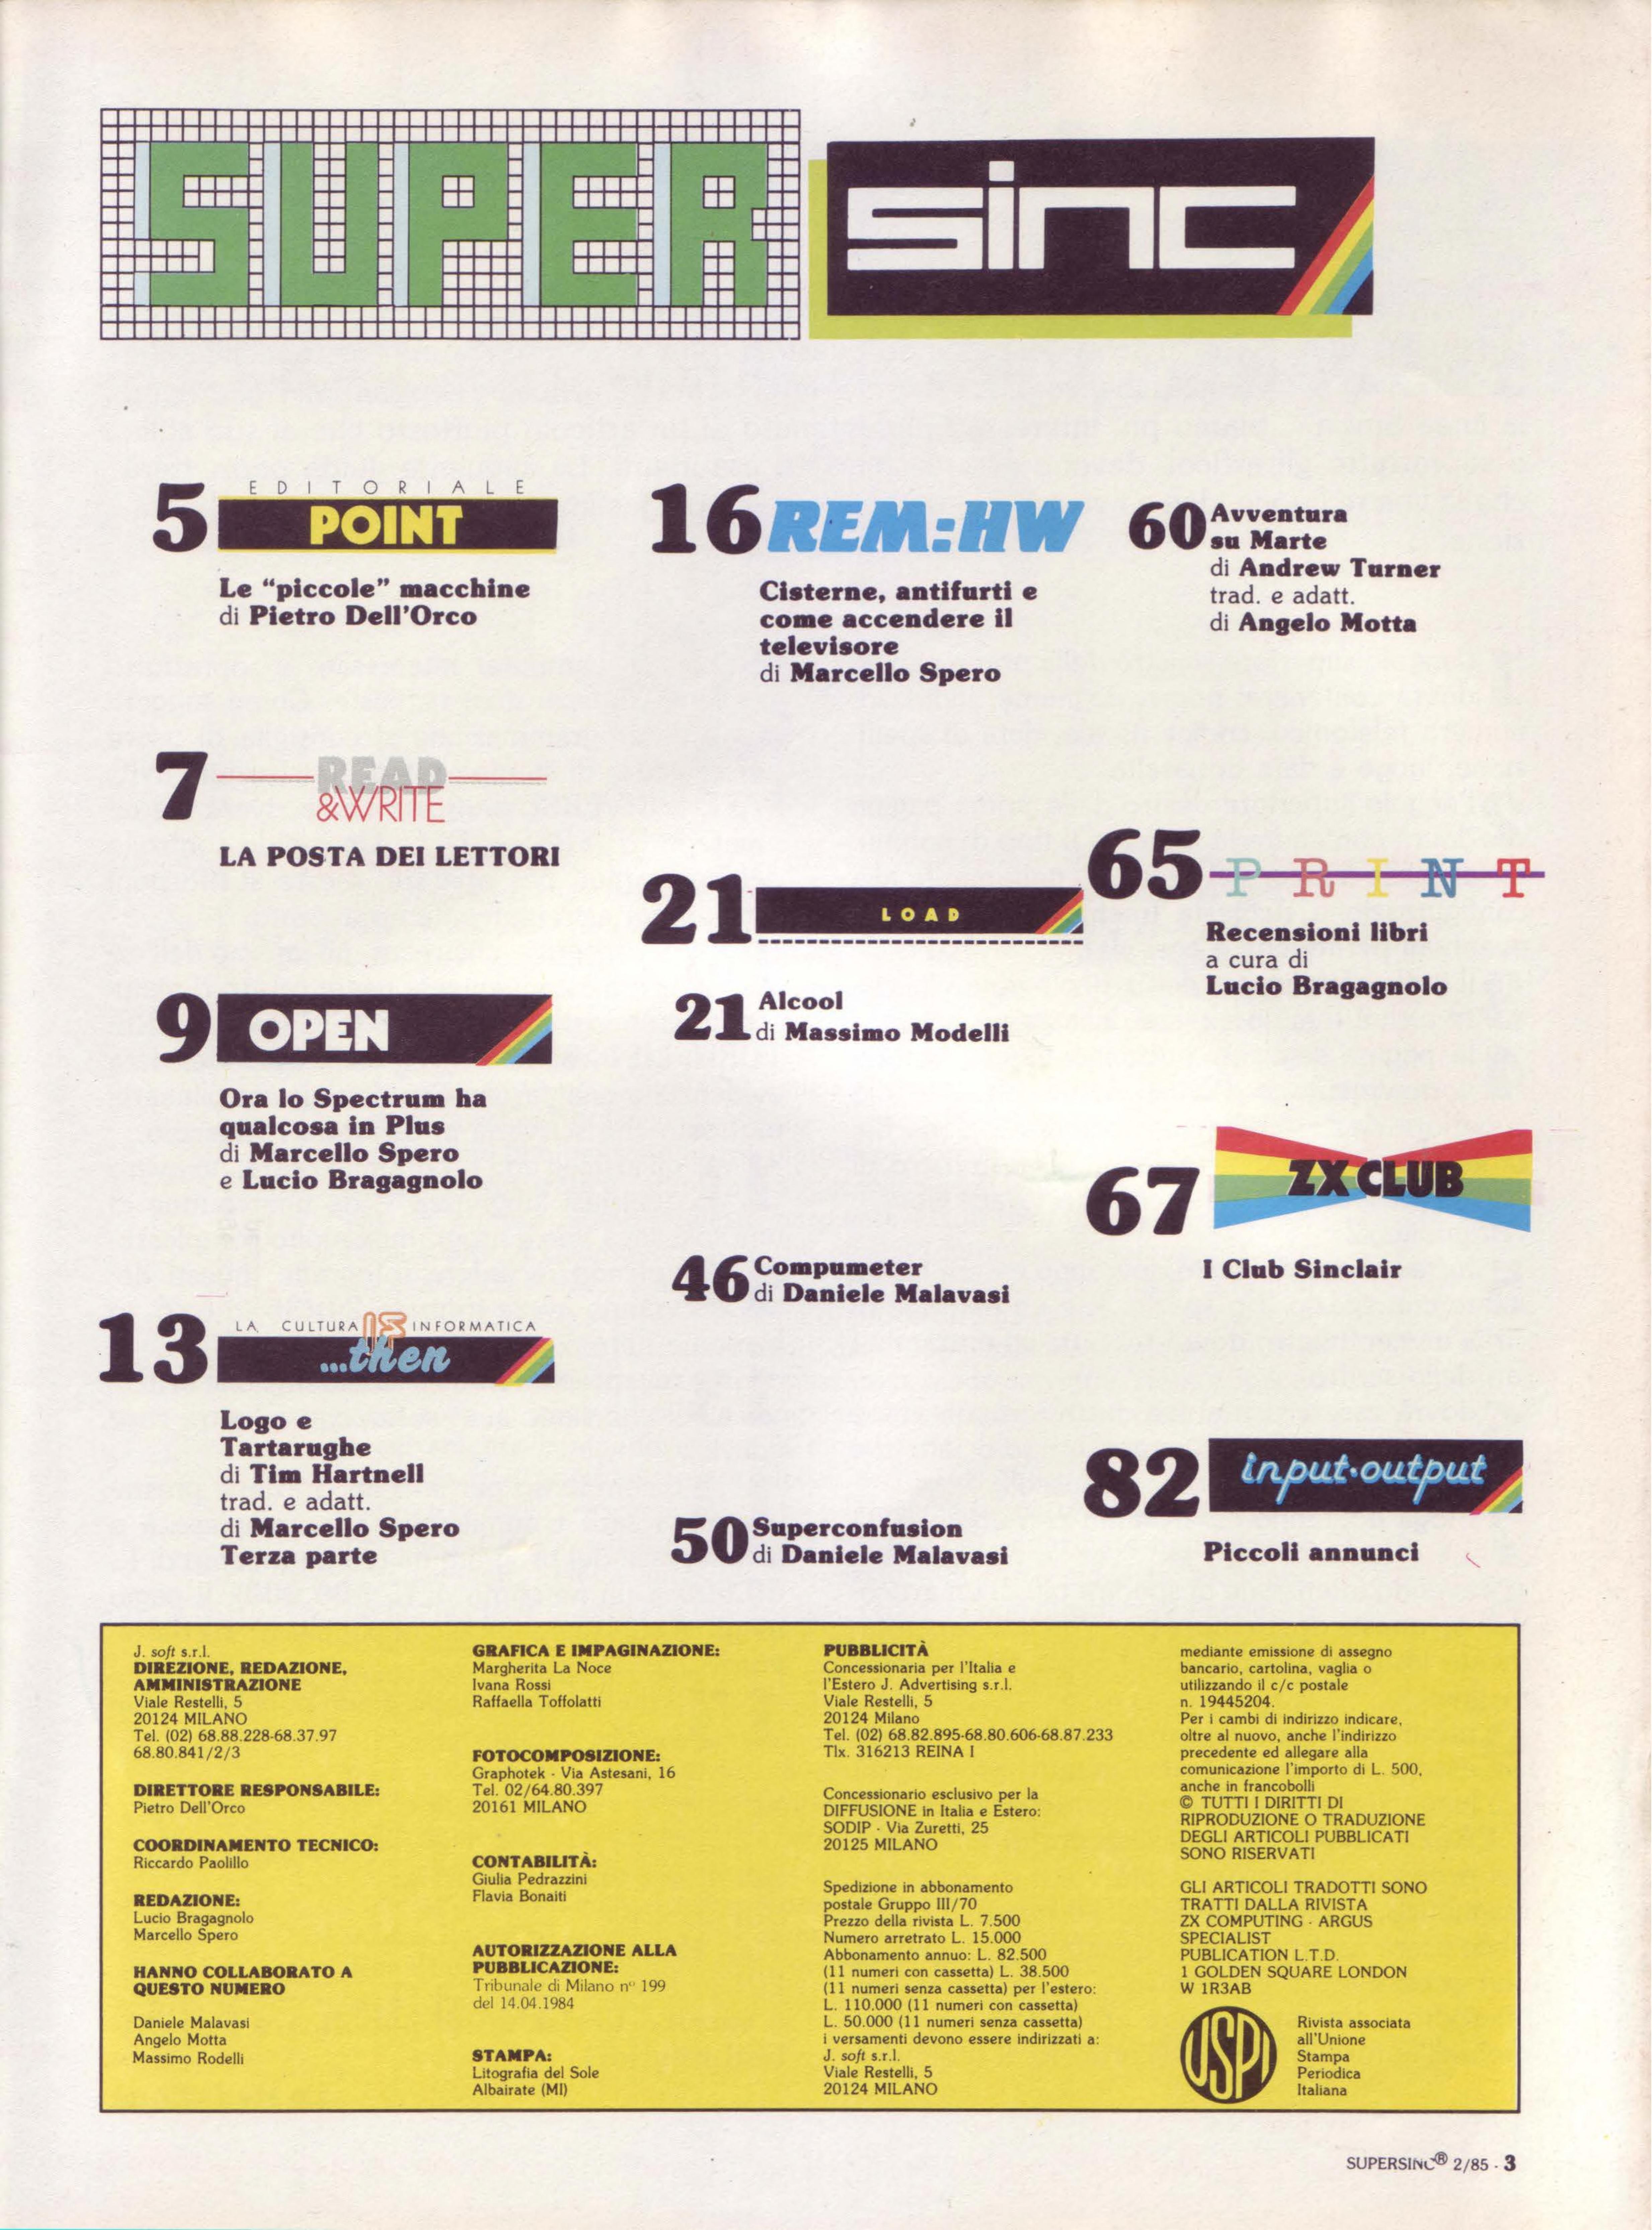 SUPER sinc
5 EDITORIALE
POINT
Le “piccole” macchine
di Pietro Dell'Orco
7 READ
&WRITE
LA POSTA DEI LETTORI
9 OPEN
Ora lo Spectrum ha
qualcosa in Plus
di Marcello Spero
e Lucio Bragagnolo
13 LA CULTURA IF INFORMATICA
...then
Logo e
Tartarughe
di Tim Hartnell
trad. e adatt.
di Marcello Spero
Terza parte
16 REM:HW
Cisterne, antifurti e
come accendere il
televisore
di Marcello Spero
21 LOAD
21 Alcool
di Massimo Modelli
46 Compumeter
di Daniele Malavasi
50 Superconfusion
di Daniele Malavasi
60 Avventura
su Marte
di Andrew Turner
trad. e adatt.
di Angelo Motta
65 PRINT
Recensioni libri
a cura di
Lucio Bragagnolo
67 ZX CLUB
I Club Sinclair
82 input·output
Piccoli annunci
J. soft s.r.l.
DIREZIONE, REDAZIONE,
AMMINISTRAZIONE
Viale Restelli, 5
20124 MILANO
Tel. (02) 68.88.228-68.37.97
68.80.841/2/3
DIRETTORE RESPONSABILE:
Pietro Dell'Orco
COORDINAMENTO TECNICO:
Riccardo Paolillo
REDAZIONE:
Lucio Bragagnolo
Marcello Spero
HANNO COLLABORATO A
QUESTO NUMERO
Daniele Malavasi
Angelo Motta
Massimo Rodelli
GRAFICA E IMPAGINAZIONE:
Margherita La Noce
Ivana Rossi
Raffaella Toffolatti
FOTOCOMPOSIZIONE:
Graphotek - Via Astesani, 16
Tel. 02/64.80.397
20161 MILANO
CONTABILITÀ:
Giulia Pedrazzini
Flavia Bonaiti
AUTORIZZAZIONE ALLA
PUBBLICAZIONE:
Tribunale di Milano n° 199
del 14.04.1984
STAMPA:
Litografia del Sole
Albairate (MI)
PUBBLICITÀ
Concessionaria per l'Italia e
l'Estero J. Advertising s.r.l.
Viale Restelli, 5
20124 Milano
Tel. (02) 68.82.895-68.80.606-68.87.233
Tlx. 316213 REINA I
Concessionario esclusivo per la
DIFFUSIONE in Italia e Estero:
SODIP - Via Zuretti, 25
20125 MILANO
Spedizione in abbonamento
postale Gruppo III/70
Prezzo della rivista L. 7.500
Numero arretrato L. 15.000
Abbonamento annuo: L. 82.500
(11 numeri con cassetta) L. 38.500
(11 numeri senza cassetta) per l'estero:
L. 110.000 (11 numeri con cassetta)
L. 50.000 (11 numeri senza cassetta)
i versamenti devono essere indirizzati a:
J. soft s.r.l.
Viale Restelli, 5
20124 MILANO
mediante emissione di assegno
bancario, cartolina, vaglia o
utilizzando il c/c postale
n. 19445204.
Per i cambi di indirizzo indicare,
oltre al nuovo, anche l'indirizzo
precedente ed allegare alla
comunicazione l'importo di L. 500,
anche in francobolli
© TUTTI I DIRITTI DI
RIPRODUZIONE O TRADUZIONE
DEGLI ARTICOLI PUBBLICATI
SONO RISERVATI
GLI ARTICOLI TRADOTTI SONO
TRATTI DALLA RIVISTA
ZX COMPUTING - ARGUS
SPECIALIST
PUBLICATION L.T.D.
1 GOLDEN SQUARE LONDON
W 1R3AB
USPI
Rivista associata
all'Unione
Stampa
Periodica
Italiana
SUPERSINC® 2/85 - 3